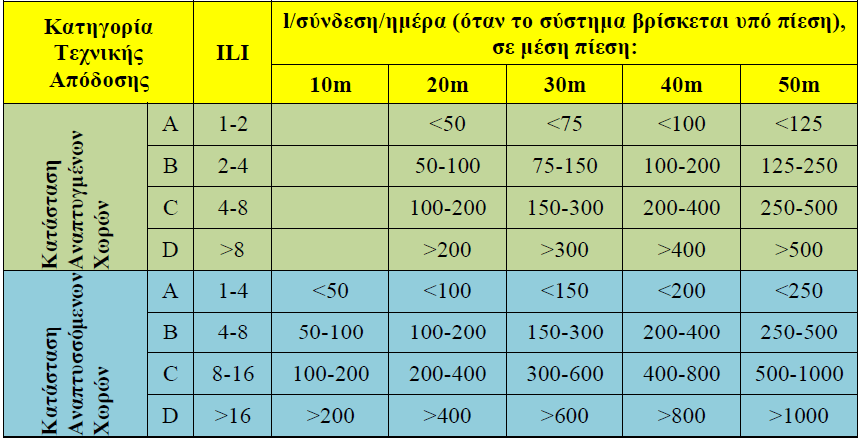 Κατηγορία Τεχνικής Απόδοσης | ILI | l/σύνδεση/ημέρα (όταν το σύστημα βρίσκεται υπό πίεση), σε μέση πίεση:
10m | 20m | 30m | 40m | 50m
Κατάσταση Αναπτυγμένων Χωρών
A | 1-2 | | <50 | <75 | <100 | <125
B | 2-4 | | 50-100 | 75-150 | 100-200 | 125-250
C | 4-8 | | 100-200 | 150-300 | 200-400 | 250-500
D | >8 | | >200 | >300 | >400 | >500
Κατάσταση Αναπτυσσόμενων Χωρών
A | 1-4 | <50 | <100 | <150 | <200 | <250
B | 4-8 | 50-100 | 100-200 | 150-300 | 200-400 | 250-500
C | 8-16 | 100-200 | 200-400 | 300-600 | 400-800 | 500-1000
D | >16 | >200 | >400 | >600 | >800 | >1000